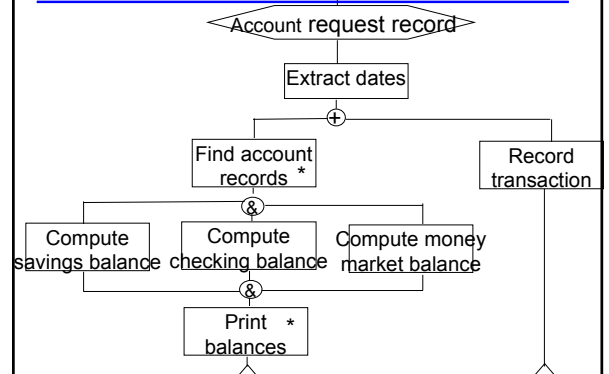 Account request record
Extract dates
+
Find account
records *
Record
transaction
&
Compute
savings balance
Compute
checking balance
Compute money
market balance
&
Print *
balances